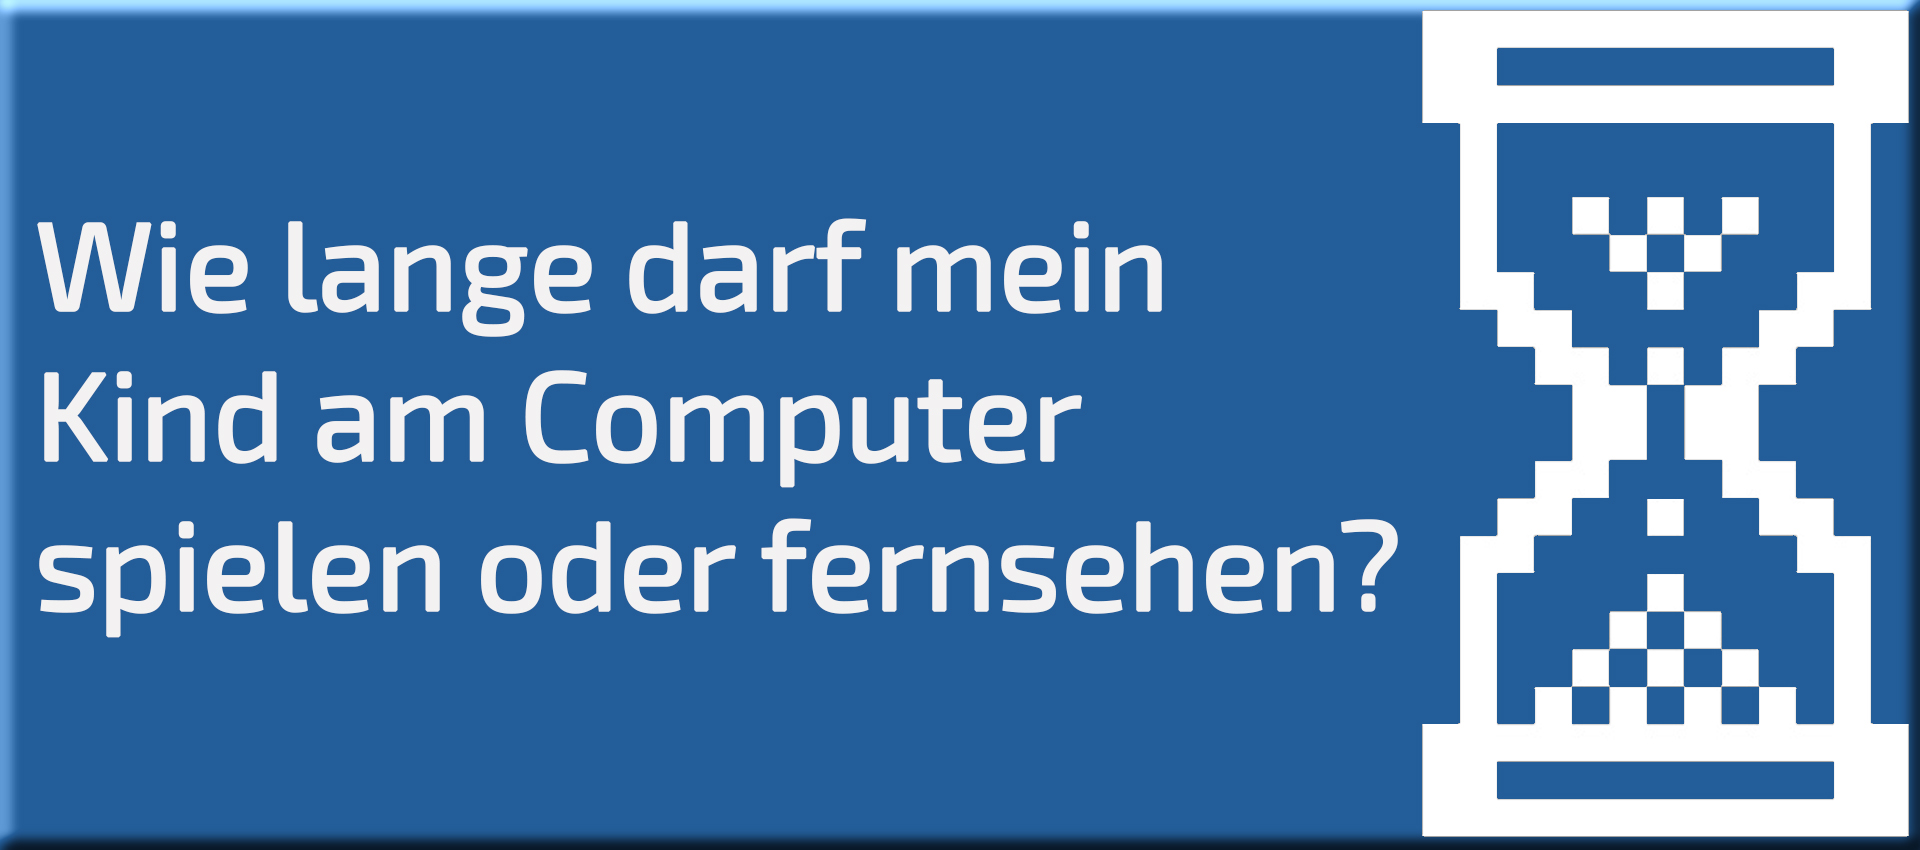 Wie lange darf mein
Kind am Computer
spielen oder fernsehen?